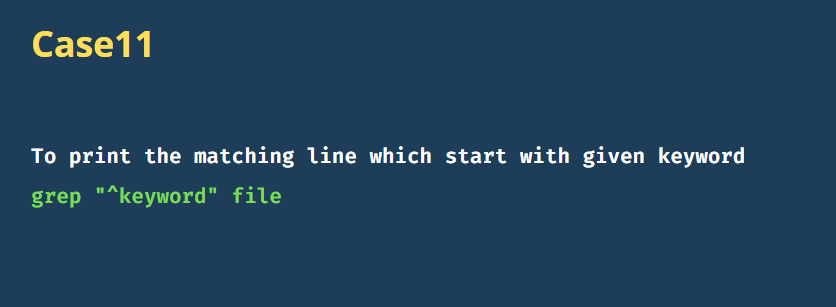 Case11
To print the matching line which start with given keyword
grep "^keyword" file